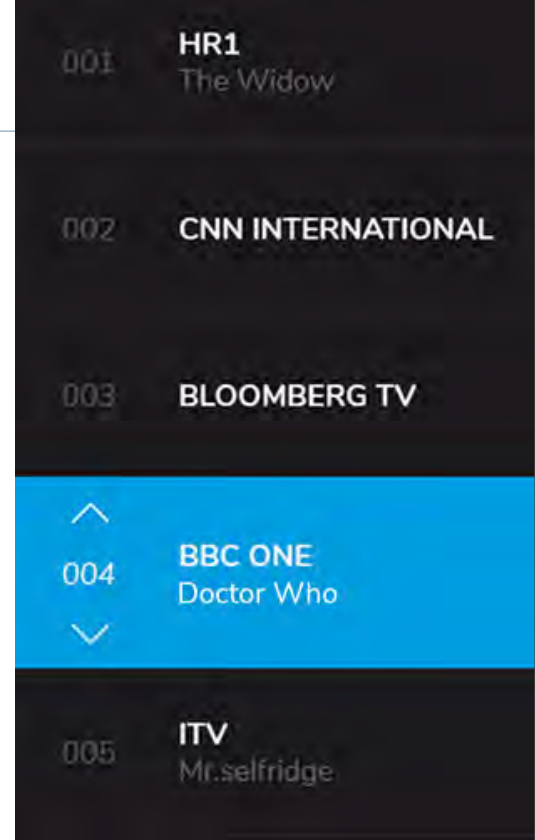 001
HR1
The Widow
002
CNN INTERNATIONAL
003
BLOOMBERG TV
004
BBC ONE
Doctor Who
005
ITV
Mr.selfridge